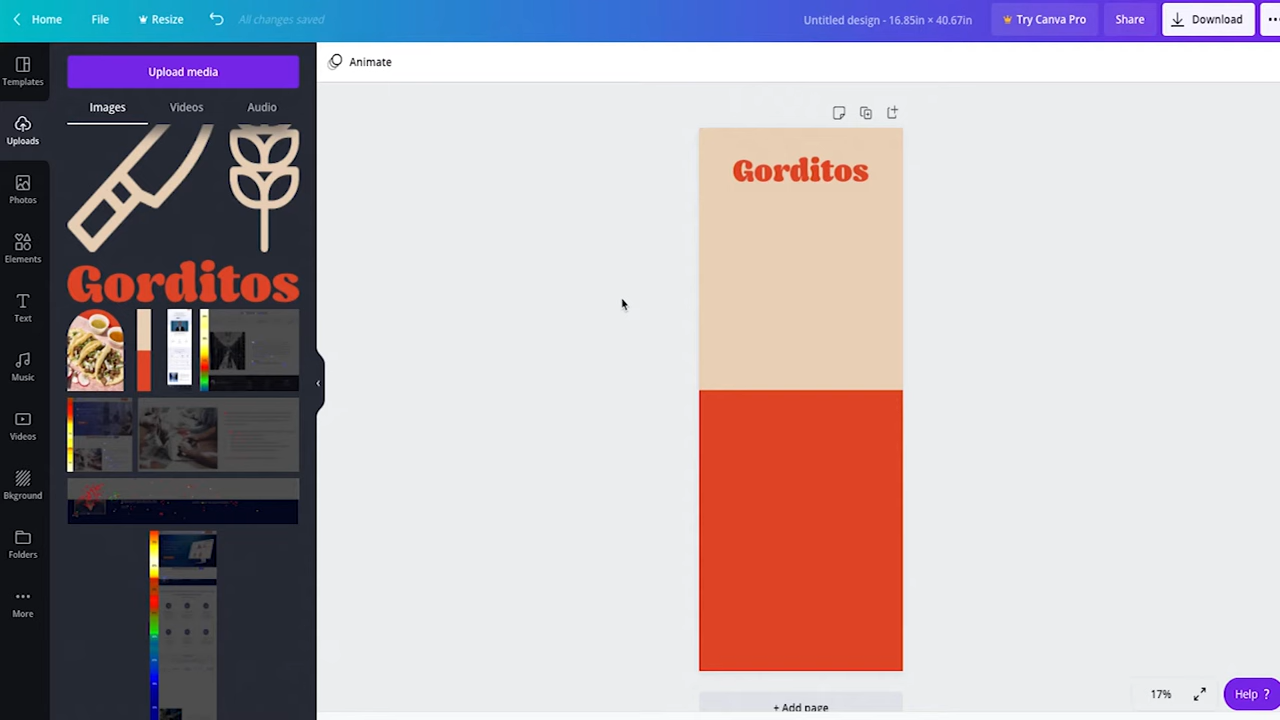 Home File Resize All changes saved Untitled design - 16.85in × 40.67in Try Canva Pro Share Download
Templates
Uploads
Photos
Elements
Text
Music
Videos
Bkground
Folders
More
Upload media
Images Videos Audio
Gorditos
Animate
Gorditos
+ Add page
17%
Help ?